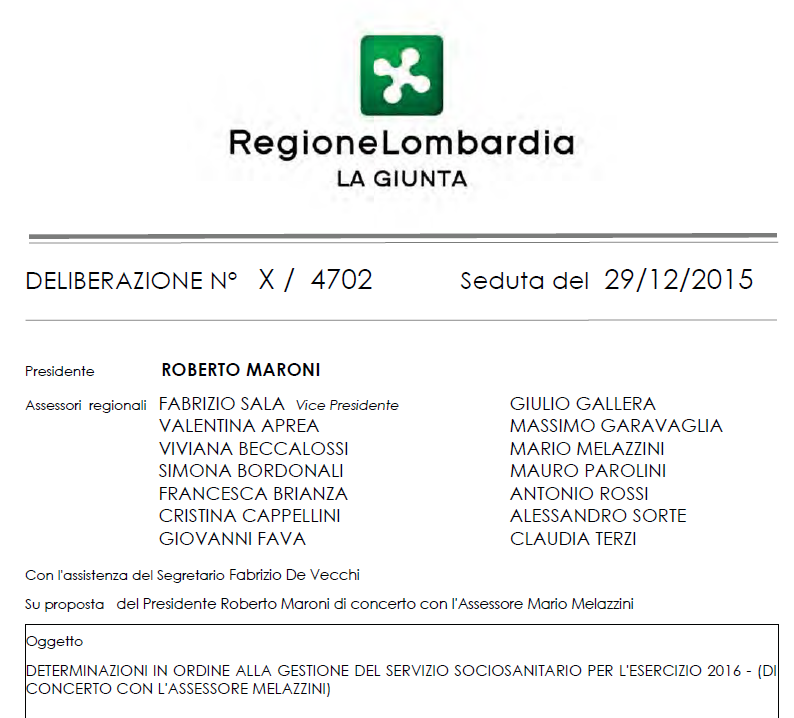 RegioneLombardia
LA GIUNTA
DELIBERAZIONE N° X / 4702 Seduta del 29/12/2015
Presidente ROBERTO MARONI
Assessori regionali FABRIZIO SALA Vice Presidente GIULIO GALLERA
VALENTINA APREA MASSIMO GARAVAGLIA
VIVIANA BECCALOSSI MARIO MELAZZINI
SIMONA BORDONALI MAURO PAROLINI
FRANCESCA BRIANZA ANTONIO ROSSI
CRISTINA CAPPELLINI ALESSANDRO SORTE
GIOVANNI FAVA CLAUDIA TERZI
Con l'assistenza del Segretario Fabrizio De Vecchi
Su proposta del Presidente Roberto Maroni di concerto con l'Assessore Mario Melazzini
Oggetto
DETERMINAZIONI IN ORDINE ALLA GESTIONE DEL SERVIZIO SOCIOSANITARIO PER L'ESERCIZIO 2016 - (DI
CONCERTO CON L'ASSESSORE MELAZZINI)